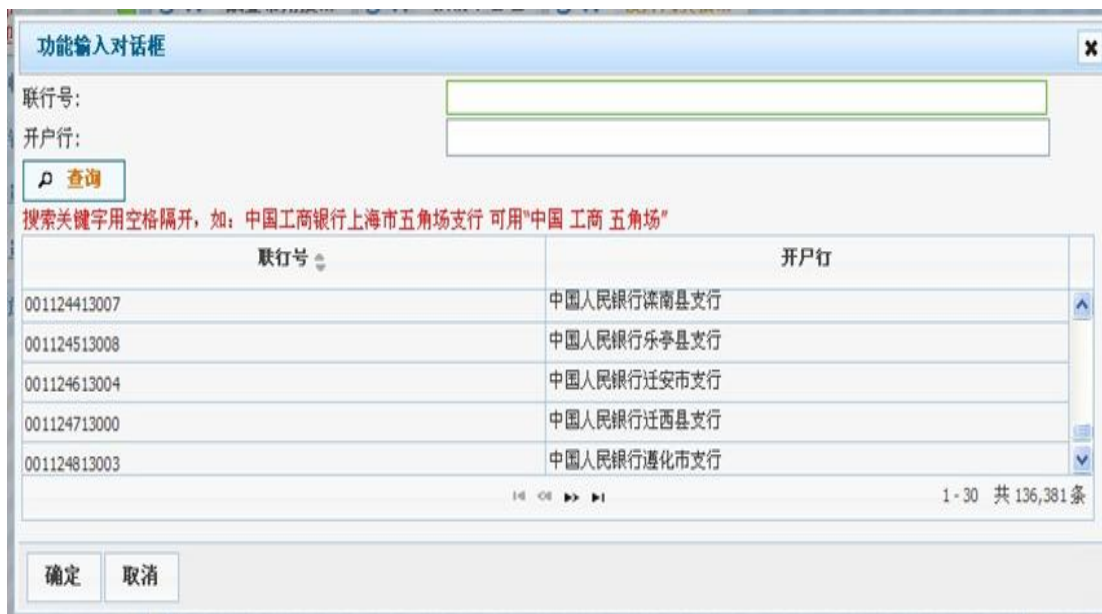 功能输入对话框
联行号:
开户行:
查询
搜索关键字用空格隔开，如：中国工商银行上海市五角场支行 可用“中国 工商 五角场”
联行号 开户行
001124413007 中国人民银行滦南县支行
001124513008 中国人民银行乐亭县支行
001124613004 中国人民银行迁安市支行
001124713000 中国人民银行迁西县支行
001124813003 中国人民银行遵化市支行
1 - 30 共 136,381 条
确定 取消